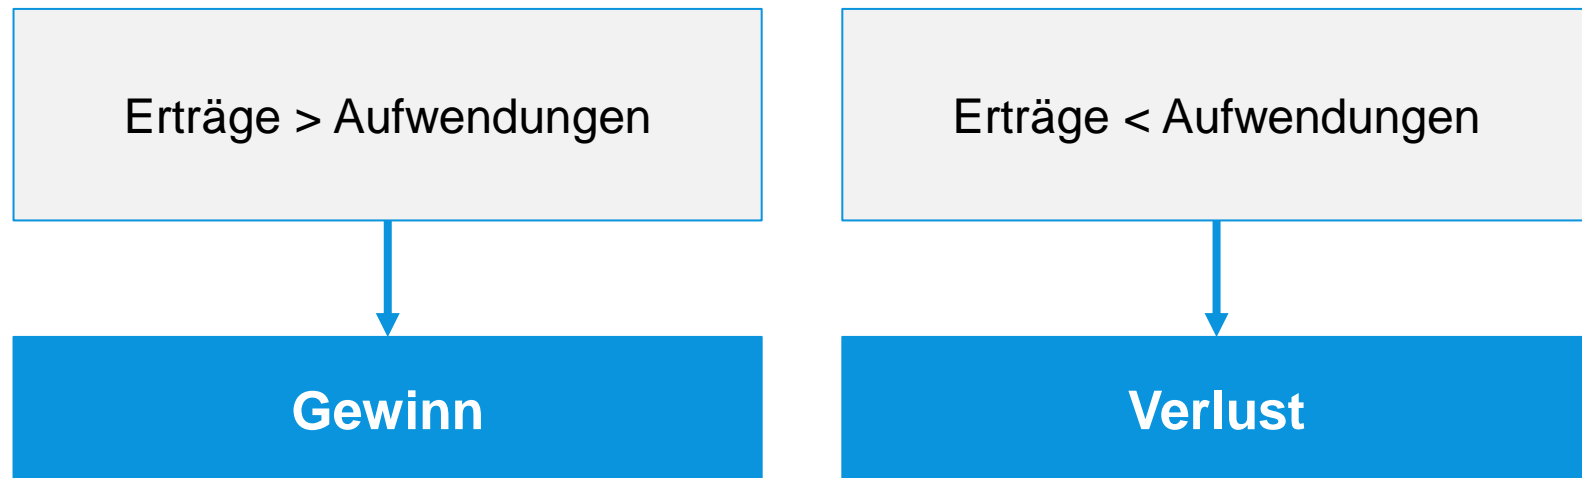 Erträge > Aufwendungen
Erträge < Aufwendungen
Gewinn
Verlust